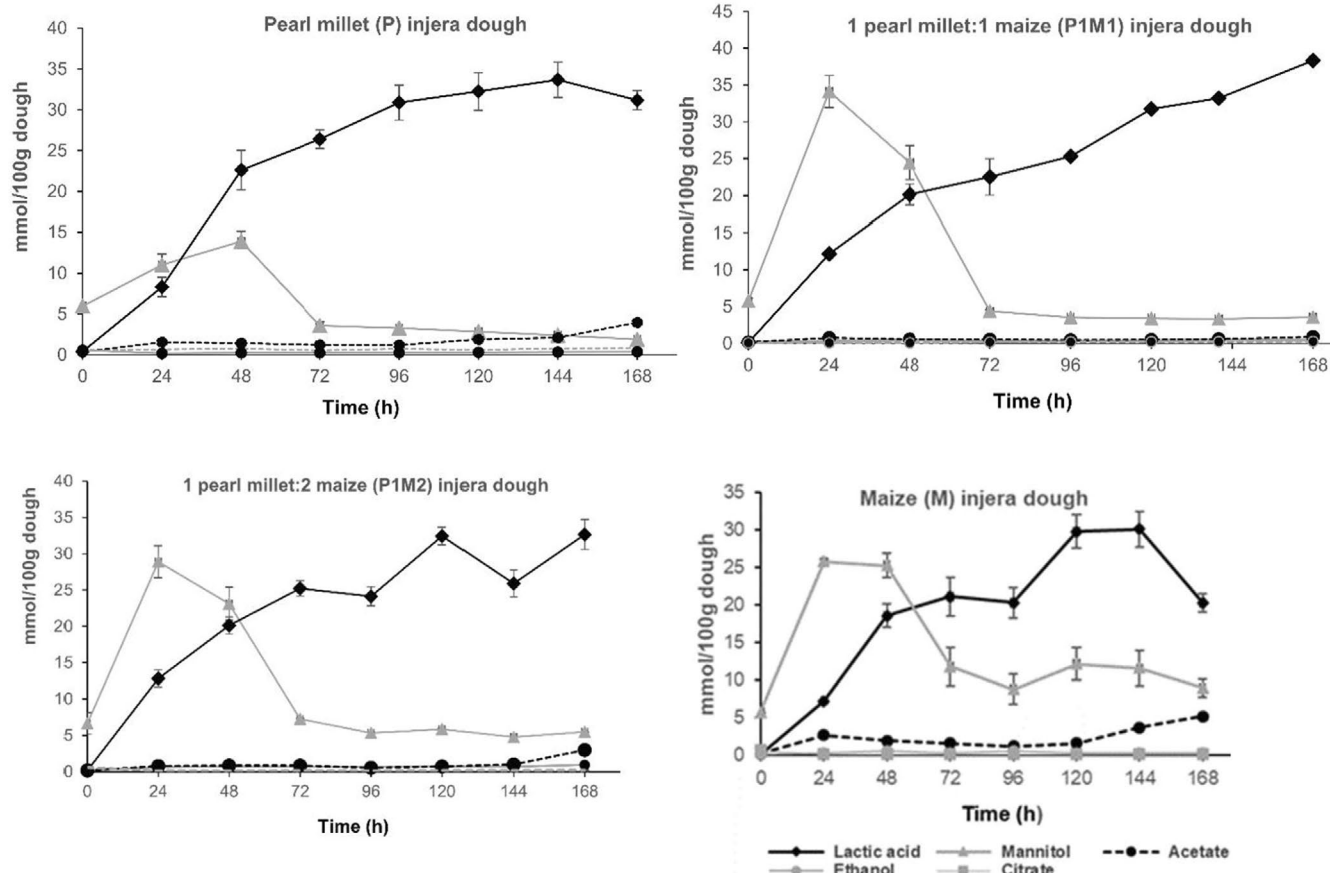 Pearl millet (P) injera dough
mmol/100g dough
40
35
30
25
20
15
10
5
0
0 24 48 72 96 120 144 168
Time (h)
1 pearl millet:1 maize (P1M1) injera dough
mmol/100g dough
45
40
35
30
25
20
15
10
5
0
0 24 48 72 96 120 144 168
Time (h)
1 pearl millet:2 maize (P1M2) injera dough
mmol/100g dough
40
35
30
25
20
15
10
5
0
0 24 48 72 96 120 144 168
Time (h)
Maize (M) injera dough
mmol/100g dough
35
30
25
20
15
10
5
0
0 24 48 72 96 120 144 168
Time (h)
Lactic acid Mannitol Acetate
Ethanol Citrate